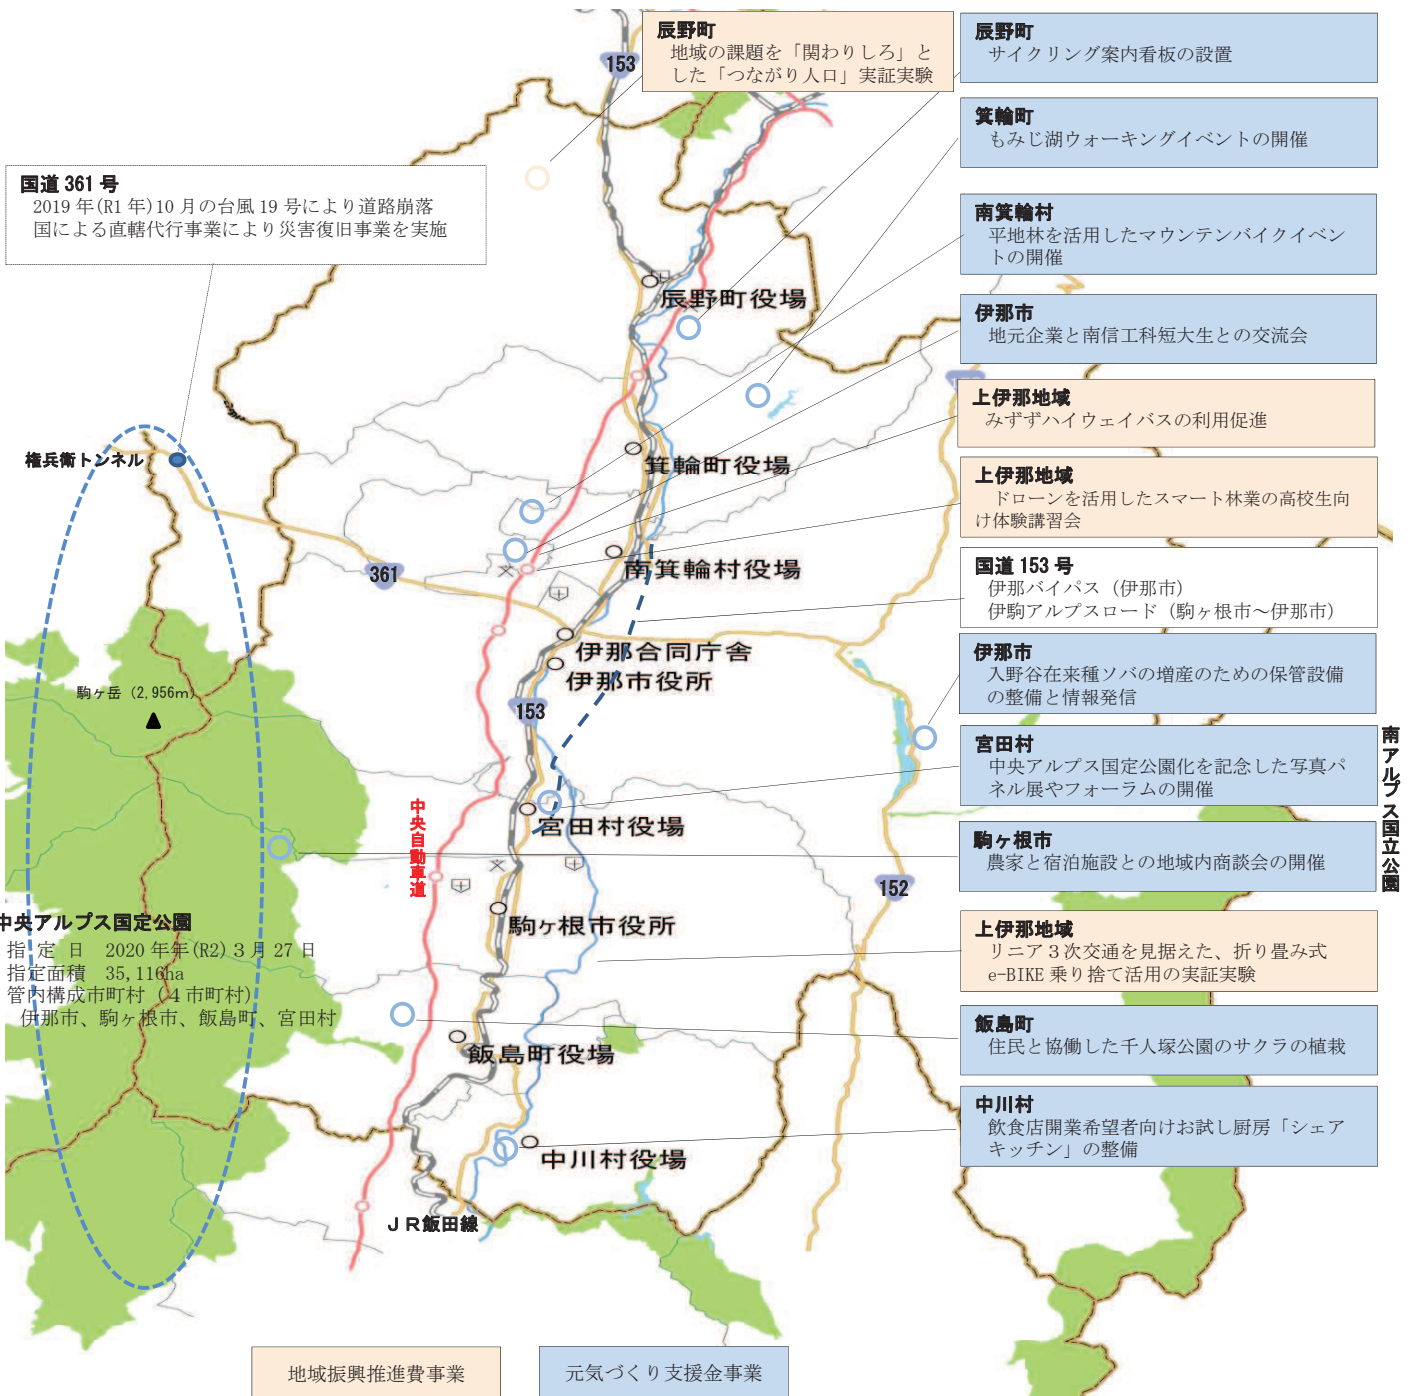 辰野町
地域の課題を「関わりしろ」と
した「つながり人口」実証実験
辰野町
サイクリング案内看板の設置
箕輪町
もみじ湖ウォーキングイベントの開催
国道 361 号
2019 年(R1 年)10 月の台風 19 号により道路崩落
国による直轄代行事業により災害復旧事業を実施
南箕輪村
平地林を活用したマウンテンバイクイベン
トの開催
伊那市
地元企業と南信工科短大生との交流会
上伊那地域
みすずハイウェイバスの利用促進
上伊那地域
ドローンを活用したスマート林業の高校生向
け体験講習会
国道 153 号
伊那バイパス（伊那市）
伊駒アルプスロード（駒ヶ根市～伊那市）
伊那市
入野谷在来種ソバの増産のための保管設備
の整備と情報発信
宮田村
中央アルプス国定公園化を記念した写真パ
ネル展やフォーラムの開催
駒ヶ根市
農家と宿泊施設との地域内商談会の開催
上伊那地域
リニア３次交通を見据えた、折り畳み式
e-BIKE 乗り捨て活用の実証実験
飯島町
住民と協働した千人塚公園のサクラの植栽
中川村
飲食店開業希望者向けお試し厨房「シェア
キッチン」の整備
南アルプス国立公園
153
辰野町役場
権兵衛トンネル
箕輪町役場
361
南箕輪村役場
伊那合同庁舎
伊那市役所
駒ヶ岳（2,956m）
153
中央自動車道
宮田村役場
152
駒ヶ根市役所
中央アルプス国定公園
指 定 日　2020 年年(R2)３月 27 日
指定面積　35,116ha
管内構成市町村（４市町村）
伊那市、駒ヶ根市、飯島町、宮田村
飯島町役場
中川村役場
ＪＲ飯田線
地域振興推進費事業
元気づくり支援金事業